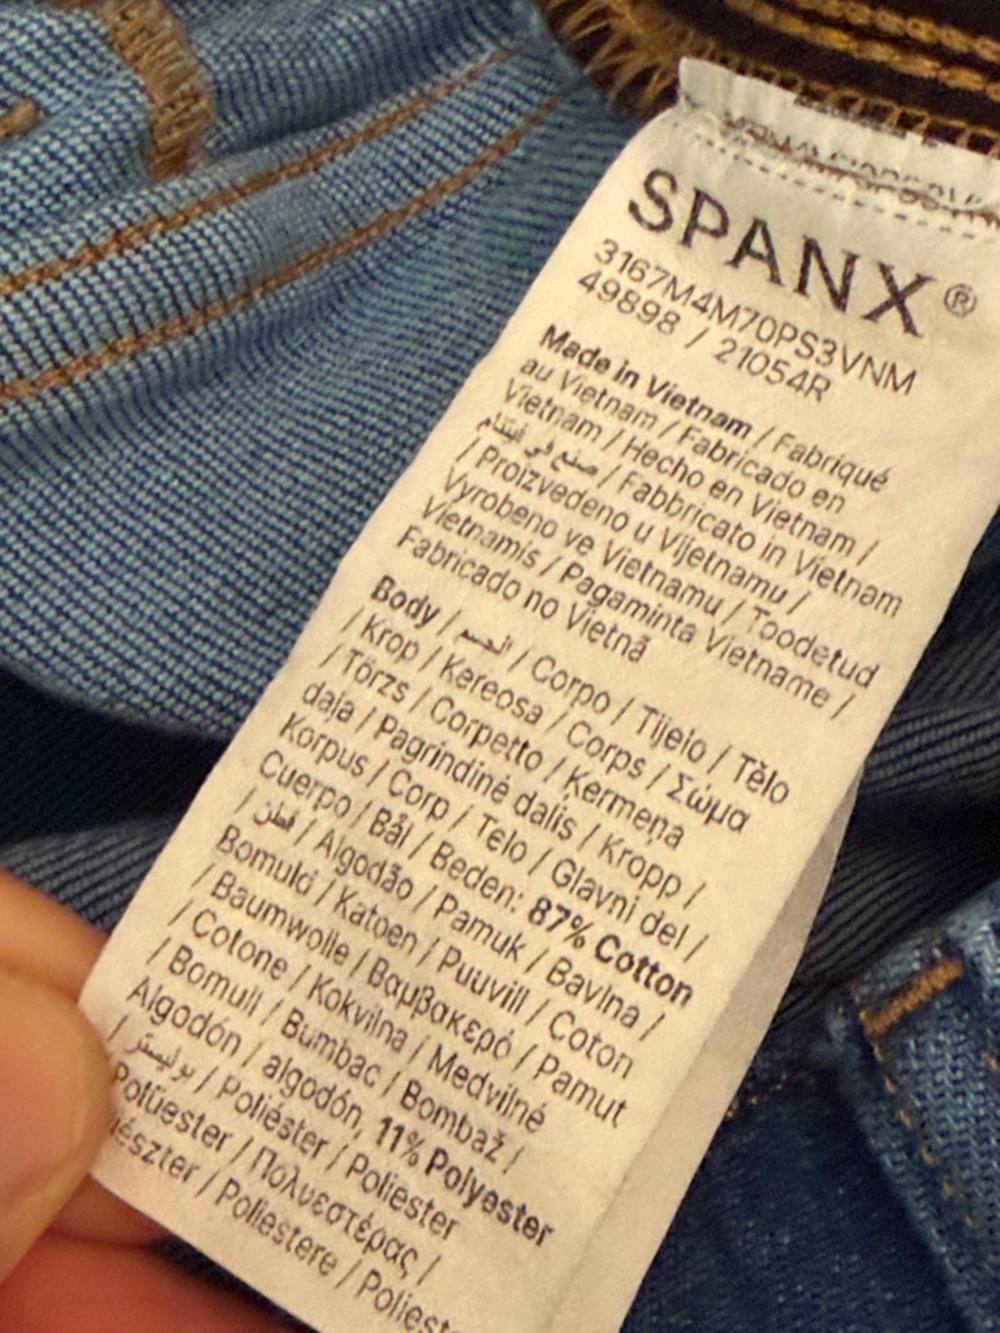 SPANX®
3167M4M70PS3VNM
49898 / 21054R
Made in Vietnam / Fabriqué
au Vietnam / Fabricado en
Vietnam / Hecho en Vietnam /
صنع في فيتنام / Fabbricato in Vietnam
/ Proizvedeno u Vijetnamu /
Vyrobeno ve Vietnamu / Toodetud
Vietnamis / Pagaminta Vietname /
Fabricado no Vietnã
Body / الجسم / Corpo / Tijelo / Tělo
/ Krop / Kereosa / Corps / Σώμα
/ Törzs / Corpetto / Ķermeņa
daļa / Pagrindinė dalis / Kropp /
Korpus / Corp / Telo / Glavni del /
Cuerpo / Bål / Beden: 87% Cotton
/ قطن / Algodão / Pamuk / Bavlna /
Bomuld / Katoen / Puuvill / Coton
/ Baumwolle / Βαμβακερό / Pamut
/ Cotone / Kokvilna / Medvilnė
/ Bomull / Bumbac / Bombaž /
Algodón / algodón, 11% Polyester
/ بوليستر / Poliéster / Poliester
Polüester / Πολυεστέρας /
/ Poliestere /